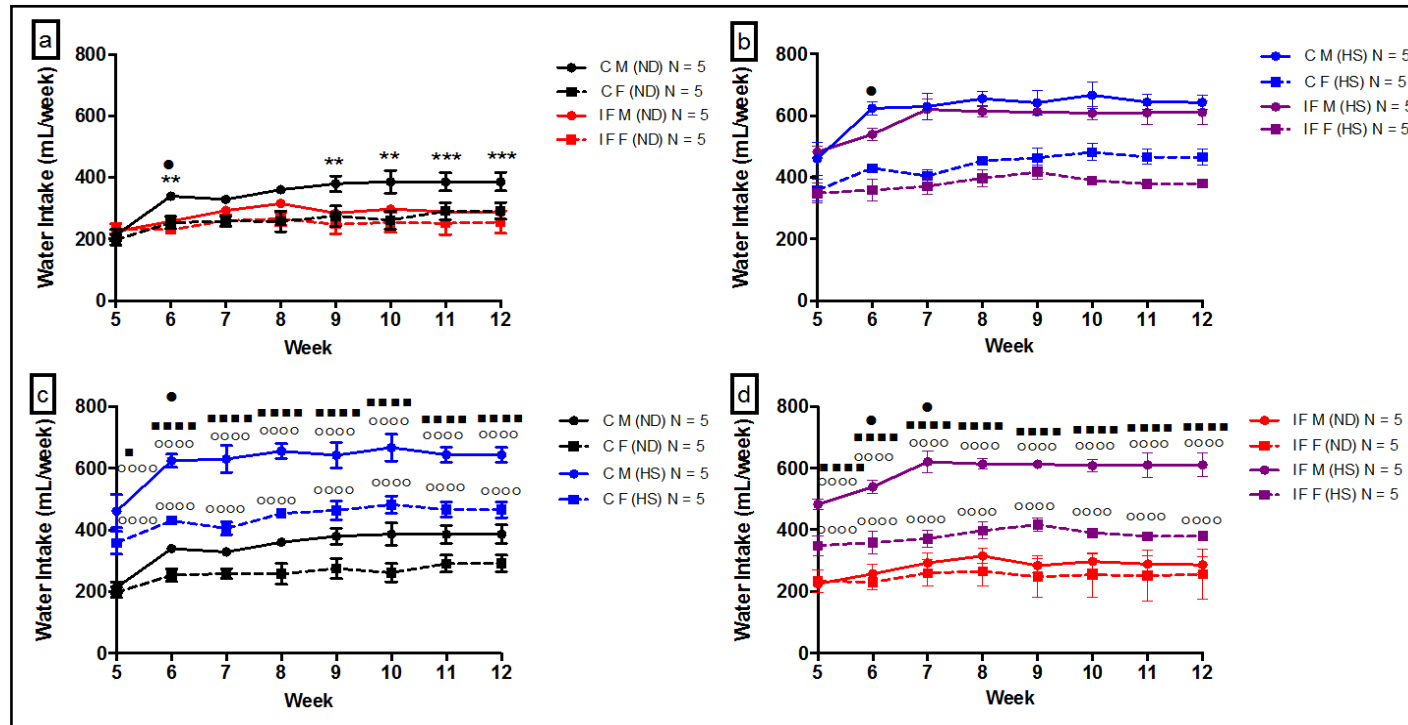 a
Water Intake (mL/week)
800
600
400
200
0
●
** ** ** *** ***
5 6 7 8 9 10 11 12
Week
C M (ND) N = 5
C F (ND) N = 5
IF M (ND) N = 5
IF F (ND) N = 5
b
Water Intake (mL/week)
800
600
400
200
0
●
5 6 7 8 9 10 11 12
Week
C M (HS) N = 5
C F (HS) N = 5
IF M (HS) N = 5
IF F (HS) N = 5
c
Water Intake (mL/week)
800
600
400
200
0
●
■ ■■■■ ■■■■ ■■■■ ■■■■ ■■■■ ■■■■ ■■■■
○○○○ ○○○○ ○○○○ ○○○○ ○○○○ ○○○○ ○○○○ ○○○○
○○○○ ○○○○ ○○○○ ○○○○ ○○○○ ○○○○ ○○○○ ○○○○
5 6 7 8 9 10 11 12
Week
C M (ND) N = 5
C F (ND) N = 5
C M (HS) N = 5
C F (HS) N = 5
d
Water Intake (mL/week)
800
600
400
200
0
● ●
■■■■ ■■■■ ■■■■ ■■■■ ■■■■ ■■■■ ■■■■ ■■■■
○○○○ ○○○○ ○○○○ ○○○○ ○○○○ ○○○○ ○○○○ ○○○○
○○○○ ○○○○ ○○○○ ○○○○ ○○○○ ○○○○ ○○○○ ○○○○
5 6 7 8 9 10 11 12
Week
IF M (ND) N = 5
IF F (ND) N = 5
IF M (HS) N = 5
IF F (HS) N = 5